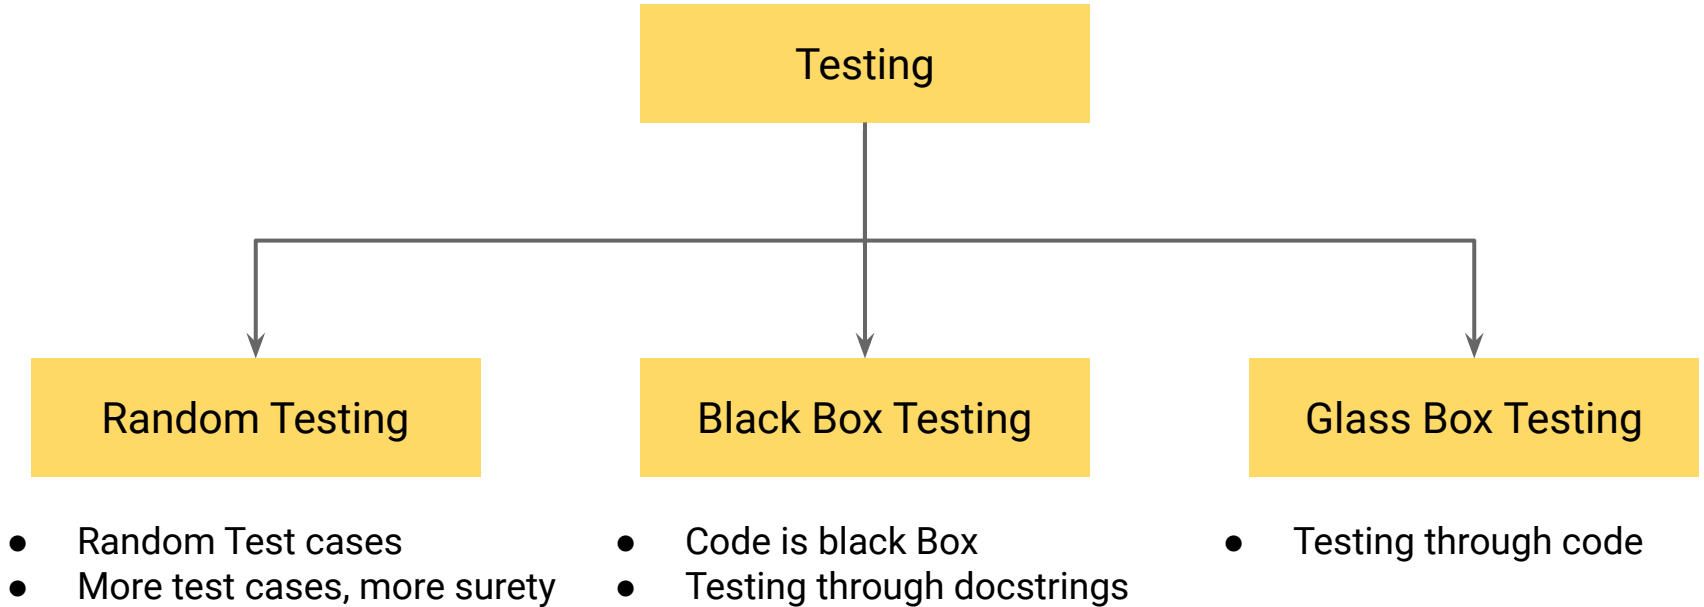 Testing
Random Testing
Black Box Testing
Glass Box Testing
● Random Test cases
● More test cases, more surety
● Code is black Box
● Testing through docstrings
● Testing through code